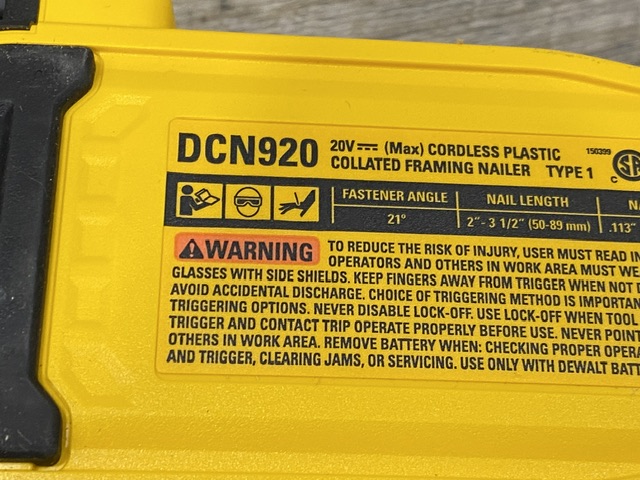 DCN920 20V (Max) CORDLESS PLASTIC
COLLATED FRAMING NAILER TYPE 1
150399
C
FASTENER ANGLE NAIL LENGTH
21° 2"- 3 1/2" (50-89 mm) .113"
WARNING TO REDUCE THE RISK OF INJURY, USER MUST READ
OPERATORS AND OTHERS IN WORK AREA MUST
GLASSES WITH SIDE SHIELDS. KEEP FINGERS AWAY FROM TRIGGER WHEN NOT
AVOID ACCIDENTAL DISCHARGE. CHOICE OF TRIGGERING METHOD IS
TRIGGERING OPTIONS. NEVER DISABLE LOCK-OFF. USE LOCK-OFF WHEN TOOL
TRIGGER AND CONTACT TRIP OPERATE PROPERLY BEFORE USE. NEVER POINT
OTHERS IN WORK AREA. REMOVE BATTERY WHEN: CHECKING PROPER
AND TRIGGER, CLEARING JAMS, OR SERVICING. USE ONLY WITH DEWALT